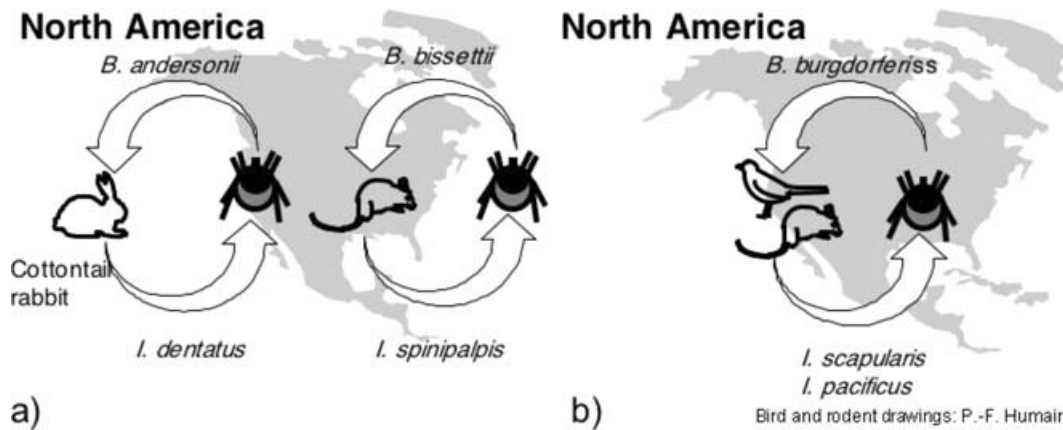 North America
B. andersonii
B. bissettii
Cottontail
rabbit
I. dentatus
I. spinipalpis
a)
North America
B. burgdorferiss
I. scapularis
I. pacificus
b)
Bird and rodent drawings: P.-F. Humair